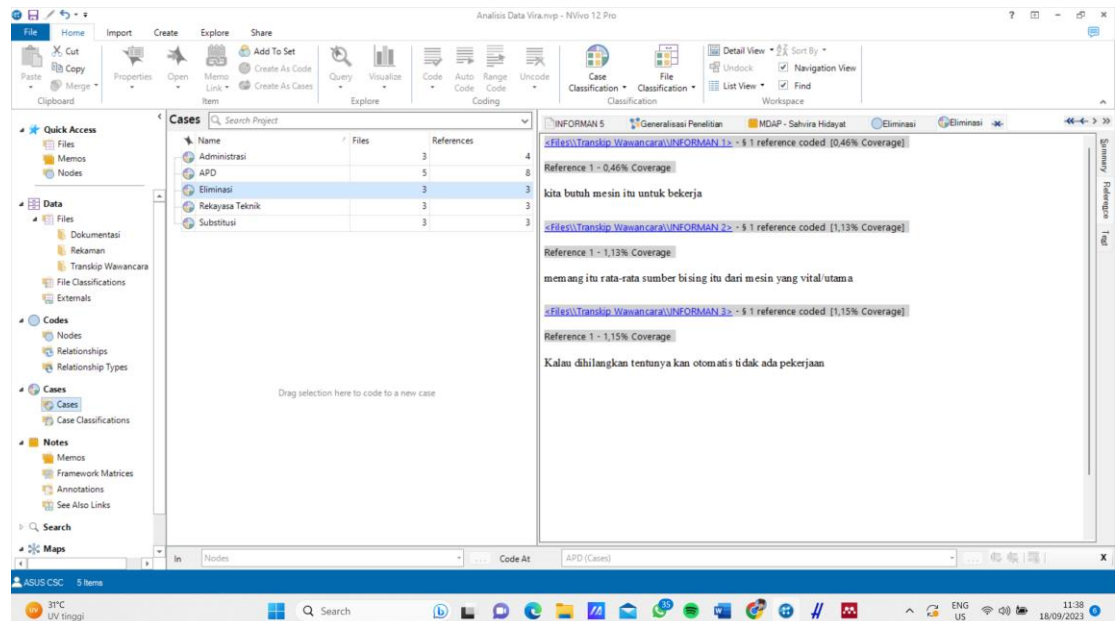 Analisis Data Vira.nvp - NVivo 12 Pro
File Home Import Create Explore Share
Paste
Cut
Copy
Merge
Clipboard
Properties
Open
Memo Link
Add To Set
Create As Code
Create As Cases
Item
Query
Visualize
Explore
Code
Auto Code
Range Code
Uncode
Coding
Case Classification
File Classification
Classification
Detail View
Sort By
Undock
Navigation View
List View
Find
Workspace
Quick Access
Files
Memos
Nodes
Data
Files
Dokumentasi
Rekaman
Transkip Wawancara
File Classifications
Externals
Codes
Nodes
Relationships
Relationship Types
Cases
Cases
Case Classifications
Notes
Memos
Framework Matrices
Annotations
See Also Links
Search
Maps
Cases Search Project
Name Files References
Administrasi 3 4
APD 5 8
Eliminasi 3 3
Rekayasa Teknik 3 3
Substitusi 3 3
Drag selection here to code to a new case
INFORMAN 5 Generalisasi Penelitian MDAP - Sahvira Hidayat Eliminasi Eliminasi
<Files\\Transkip Wawancara\\INFORMAN 1> - § 1 reference coded [0,46% Coverage]
Reference 1 - 0,46% Coverage
kita butuh mesin itu untuk bekerja
<Files\\Transkip Wawancara\\INFORMAN 2> - § 1 reference coded [1,13% Coverage]
Reference 1 - 1,13% Coverage
memang itu rata-rata sumber bising itu dari mesin yang vital/utama
<Files\\Transkip Wawancara\\INFORMAN 3> - § 1 reference coded [1,15% Coverage]
Reference 1 - 1,15% Coverage
Kalau dihilangkan tentunya kan otomatis tidak ada pekerjaan
Summary
Reference
Text
In Nodes ... Code At APD (Cases) ... X
ASUS CSC 5 Items
UV
31°C
UV tinggi
Search
35
ENG
US
11:38
18/09/2023
6